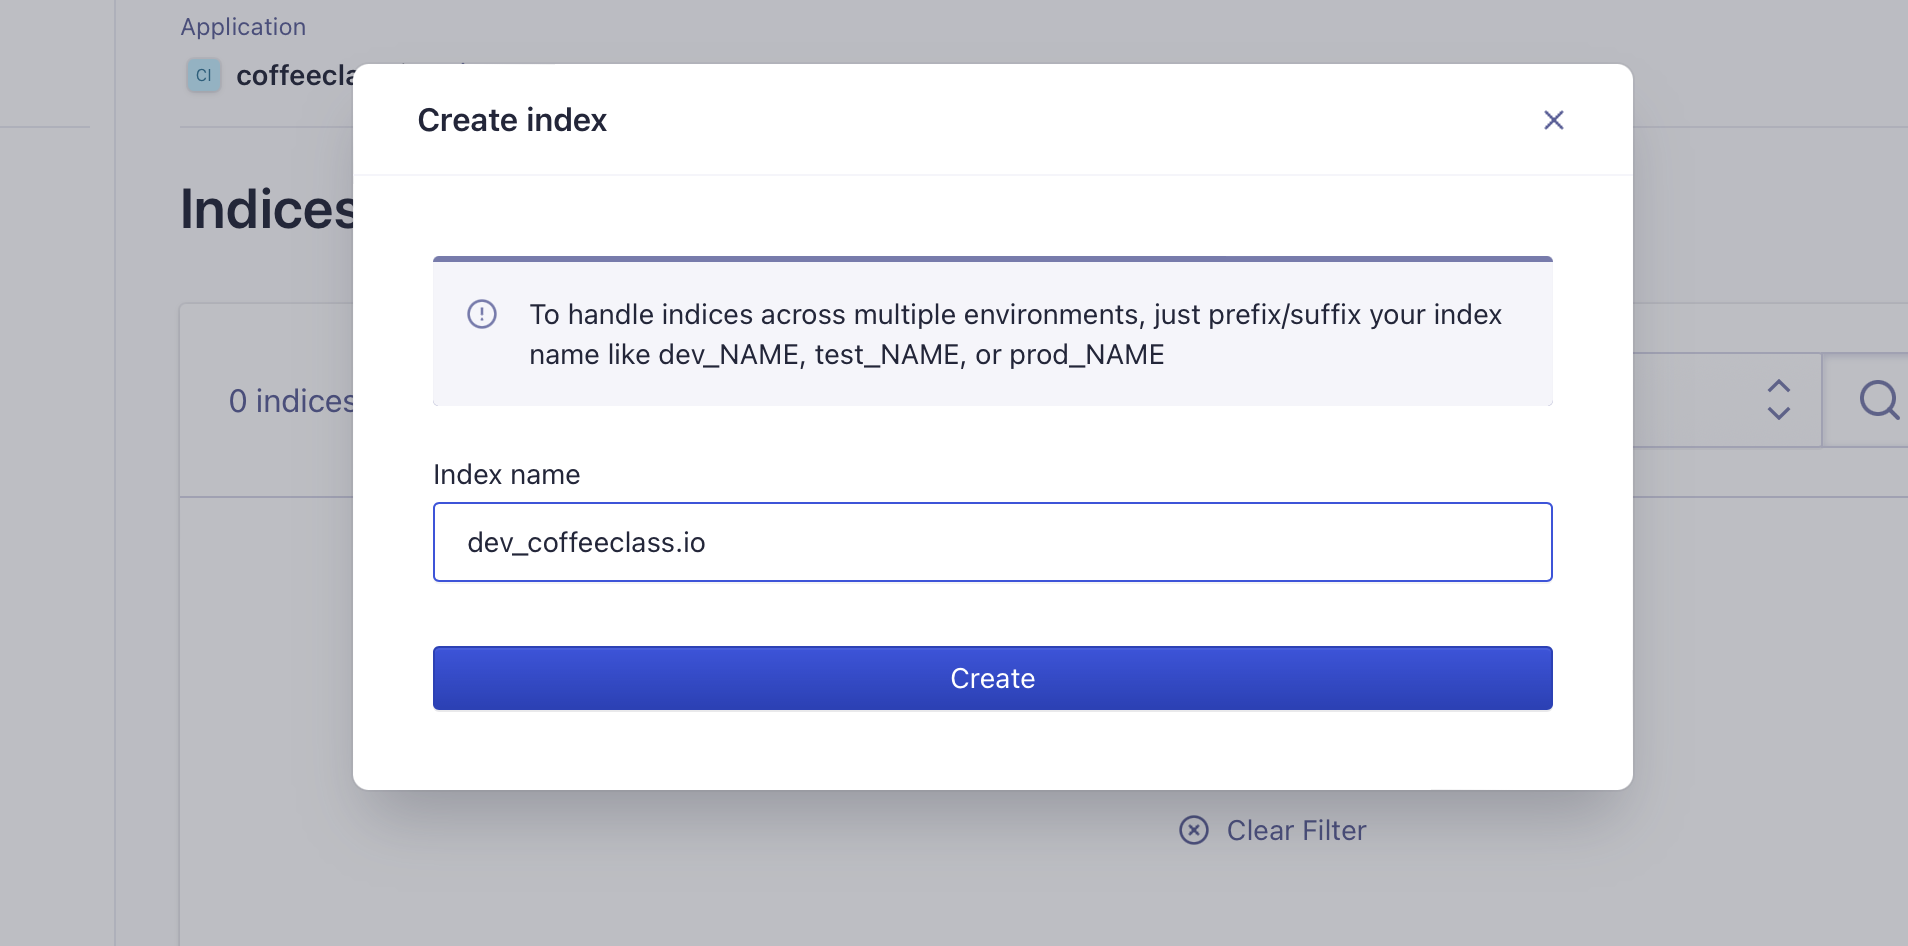 Application
CI
Create index
Indices
To handle indices across multiple environments, just prefix/suffix your index
name like dev_NAME, test_NAME, or prod_NAME
0 indices
Index name
dev_coffeeclass.io
Create
Clear Filter